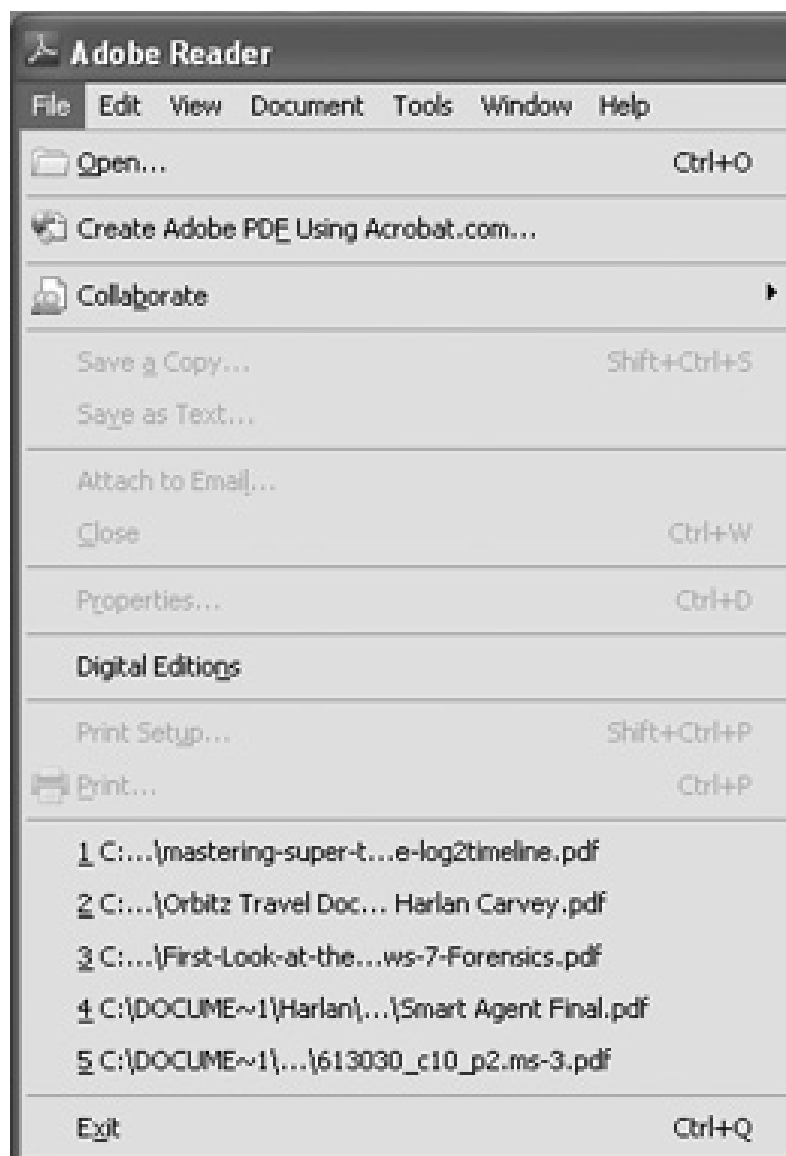 Adobe Reader
File Edit View Document Tools Window Help
Open... Ctrl+O
Create Adobe PDF Using Acrobat.com...
Collaborate
Save a Copy... Shift+Ctrl+S
Save as Text...
Attach to Email...
Close Ctrl+W
Properties... Ctrl+D
Digital Editions
Print Setup... Shift+Ctrl+P
Print... Ctrl+P
1 C:...\mastering-super-t...e-log2timeline.pdf
2 C:...\Orbitz Travel Doc... Harlan Carvey.pdf
3 C:...\First-Look-at-the...ws-7-Forensics.pdf
4 C:\DOCUME~1\Harlan\...\Smart Agent Final.pdf
5 C:\DOCUME~1\...\613030_c10_p2.ms-3.pdf
Exit Ctrl+Q